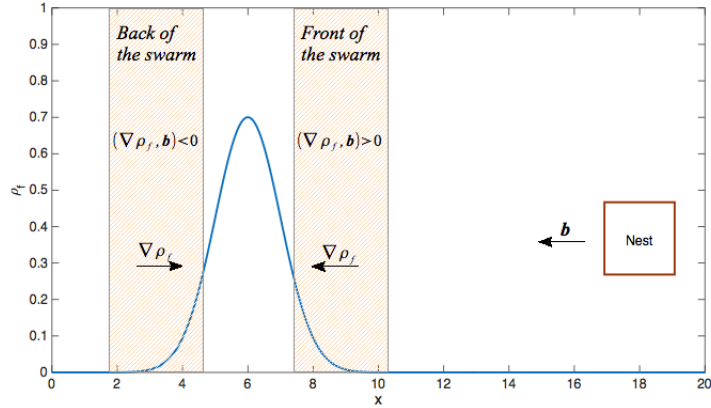 Back of
the swarm
Front of
the swarm
(∇ρf, b)<0
(∇ρf, b)>0
∇ρf
∇ρf
b
Nest
ρf
1
0.9
0.8
0.7
0.6
0.5
0.4
0.3
0.2
0.1
0
0 2 4 6 8 10 12 14 16 18 20
x